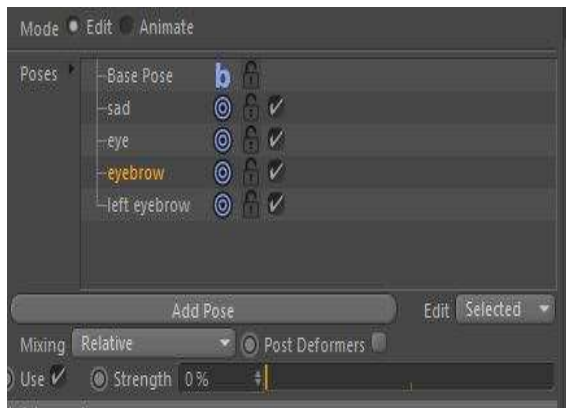 Mode Edit Animate
Poses Base Pose
sad
eye
eyebrow
left eyebrow
Add Pose Edit Selected
Mixing Relative Post Deformers
Use Strength 0 %